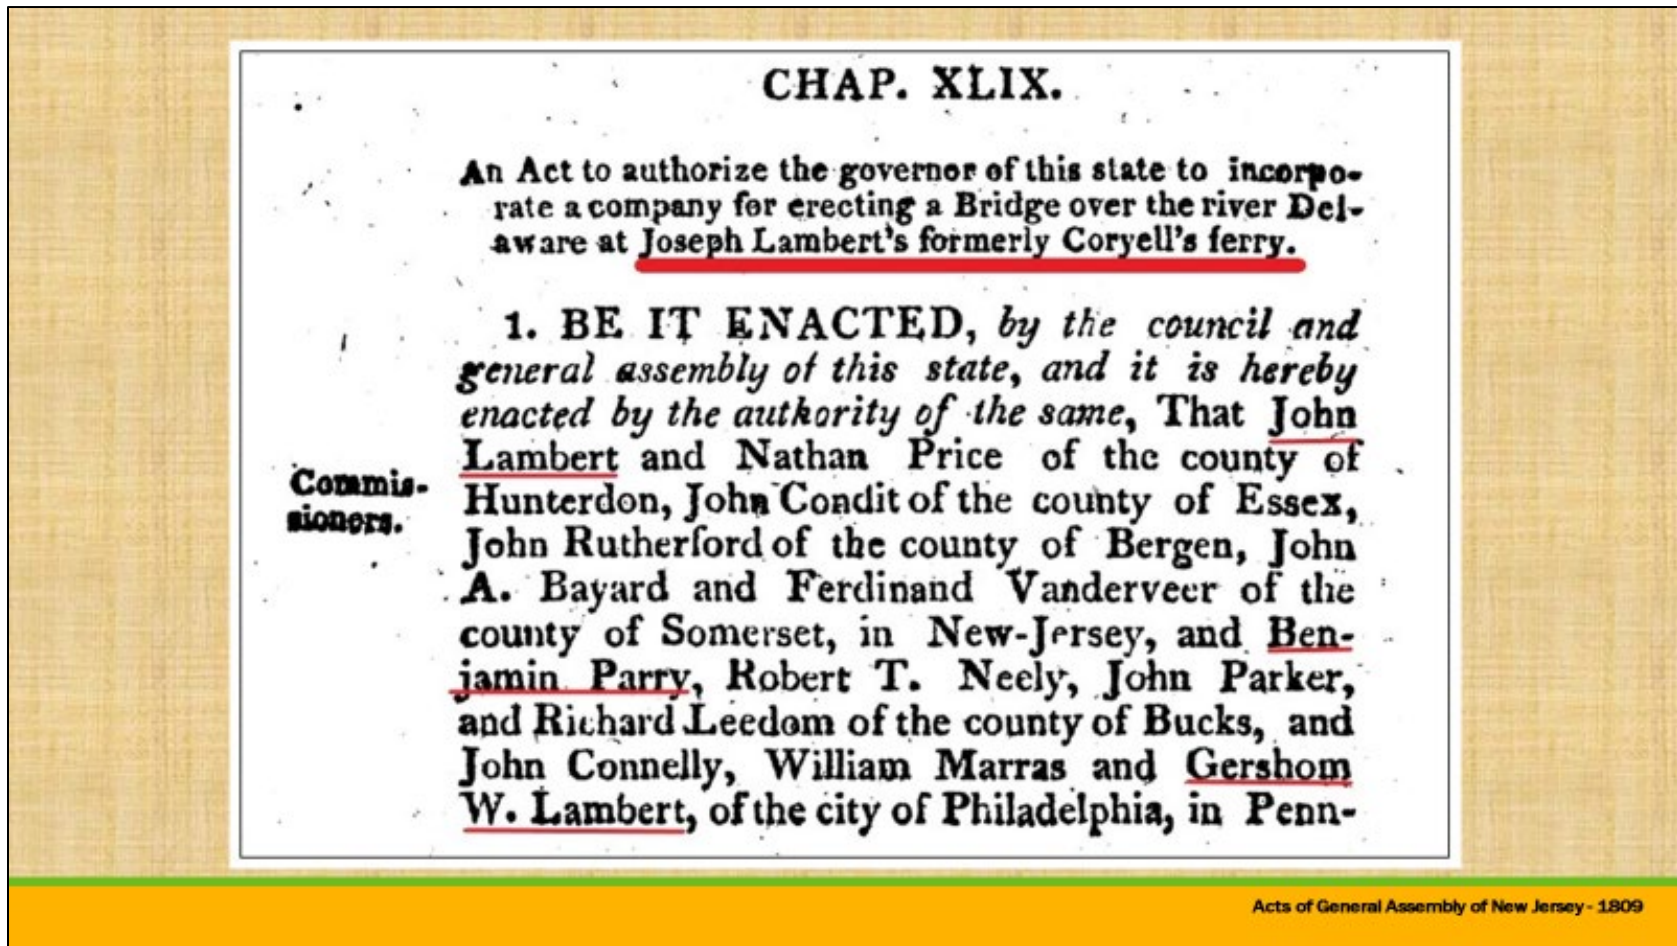 CHAP. XLIX.
An Act to authorize the governor of this state to incorpo-
rate a company for erecting a Bridge over the river Del-
aware at Joseph Lambert's formerly Coryell's ferry.
1. BE IT ENACTED, by the council and
general assembly of this state, and it is hereby
enacted by the authority of the same, That John
Lambert and Nathan Price of the county of
Commis-
sioners.
Hunterdon, John Condit of the county of Essex,
John Rutherford of the county of Bergen, John
A. Bayard and Ferdinand Vanderveer of the
county of Somerset, in New-Jersey, and Ben-
jamin Parry, Robert T. Neely, John Parker,
and Richard Leedom of the county of Bucks, and
John Connelly, William Marras and Gershom
W. Lambert, of the city of Philadelphia, in Penn-
Acts of General Assembly of New Jersey - 1809